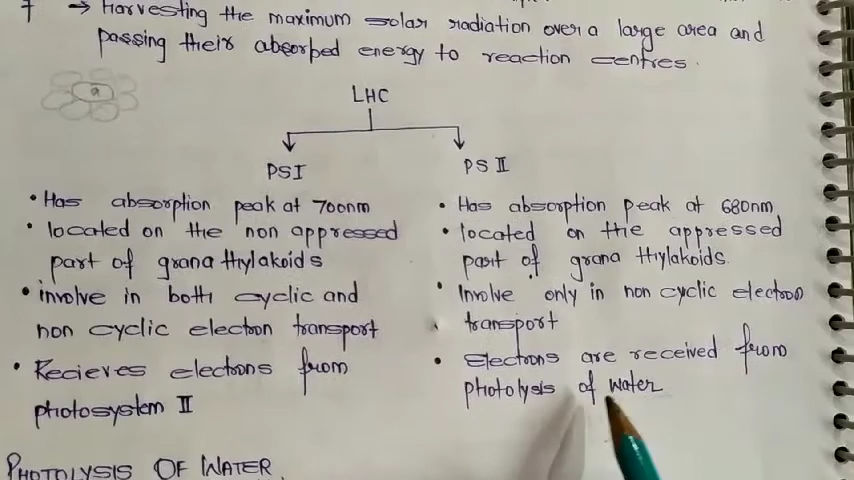 7 → Harvesting the maximum solar radiation over a large area and
passing their absorbed energy to reaction centres.
a
LHC
PSI
PS II
• Has absorption peak at 700nm
• located on the non appressed
part of grana thylakoids
• involve in both cyclic and
non cyclic electron transport
• Recieves electrons from
photosystem II
• Has absorption peak at 680nm
• located on the appressed
part of grana thylakoids.
• Involve only in non cyclic electron
transport
• Electrons are received from
photolysis of water
PHOTOLYSIS OF WATER.